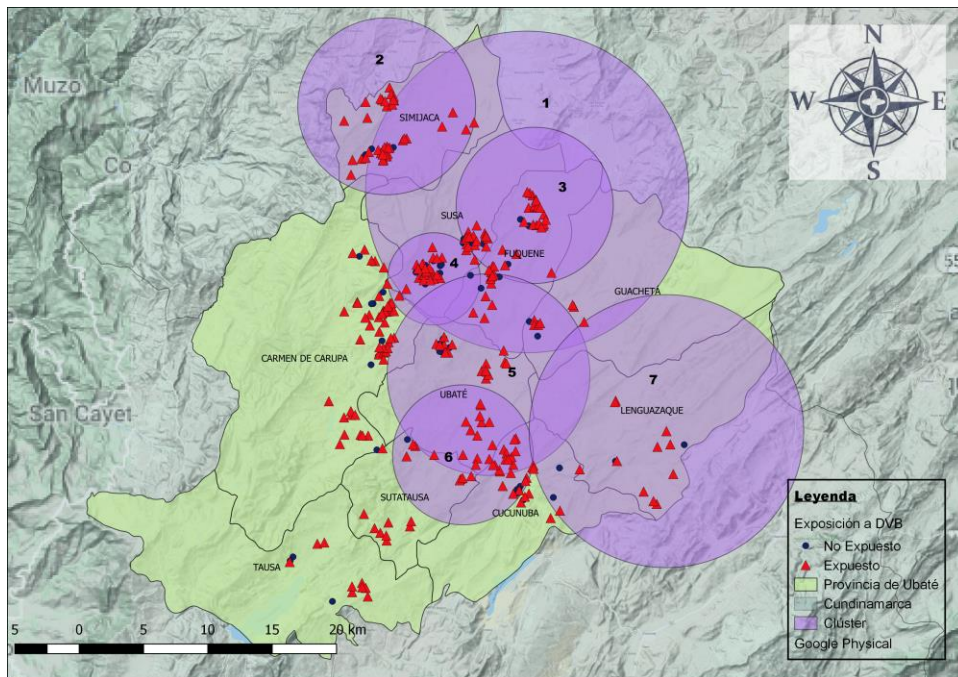 N
W E
S
Muzo
Co
San Cayet
2
1
SIMIJACA
3
SUSA
FUQUENE
4
GUACHETÁ
CARMEN DE CARUPA
5
7
UBATÉ
LENGUAZAQUE
6
SUTATAUSA
CUCUNUBA
TAUSA
5 0 5 10 15 20 km
Leyenda
Exposición a DVB
No Expuesto
Expuesto
Provincia de Ubaté
Cundinamarca
Clúster
Google Physical